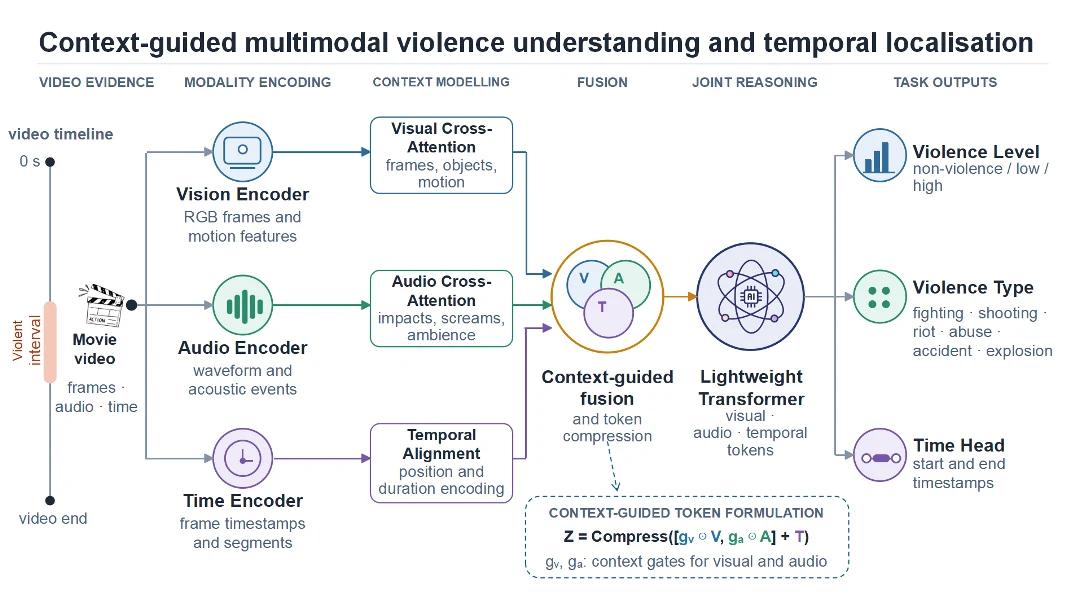 Context-guided multimodal violence understanding and temporal localisation
VIDEO EVIDENCE
MODALITY ENCODING
CONTEXT MODELLING
FUSION
JOINT REASONING
TASK OUTPUTS
video timeline
0 s
Violent
interval
video end
ACTION
Movie
video
frames ·
audio · time
Vision Encoder
RGB frames and
motion features
Audio Encoder
waveform and
acoustic events
Time Encoder
frame timestamps
and segments
Visual Cross-
Attention
frames, objects,
motion
Audio Cross-
Attention
impacts, screams,
ambience
Temporal
Alignment
position and
duration encoding
V
A
T
Context-guided
fusion
and token
compression
AI
Lightweight
Transformer
visual ·
audio · temporal
tokens
Violence Level
non-violence / low /
high
Violence Type
fighting · shooting ·
riot · abuse ·
accident · explosion
Time Head
start and end
timestamps
CONTEXT-GUIDED TOKEN FORMULATION
Z = Compress([gᵥ ⊙ V, gₐ ⊙ A] + T)
gᵥ, gₐ: context gates for visual and audio